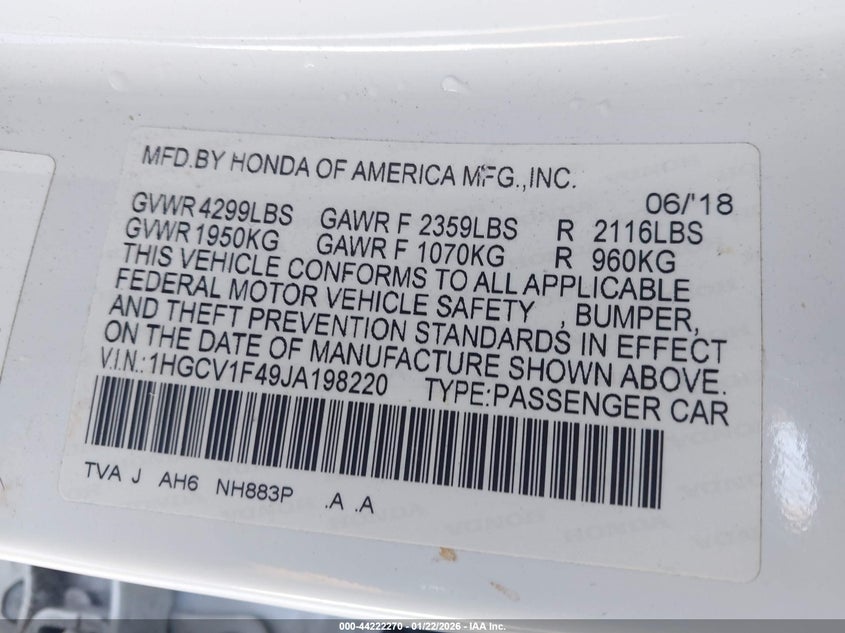 MFD.BY HONDA OF AMERICA MFG.,INC.
06/'18
GVWR 4299LBS GAWR F 2359LBS R 2116LBS
GVWR 1950KG GAWR F 1070KG R 960KG
THIS VEHICLE CONFORMS TO ALL APPLICABLE
FEDERAL MOTOR VEHICLE SAFETY , BUMPER,
AND THEFT PREVENTION STANDARDS IN EFFECT
ON THE DATE OF MANUFACTURE SHOWN ABOVE.
V.I.N.:1HGCV1F49JA198220 TYPE:PASSENGER CAR
TVA J AH6 NH883P .A .A
HONDA HONDA HONDA
000-44222270 - 01/22/2026 - IAA Inc.